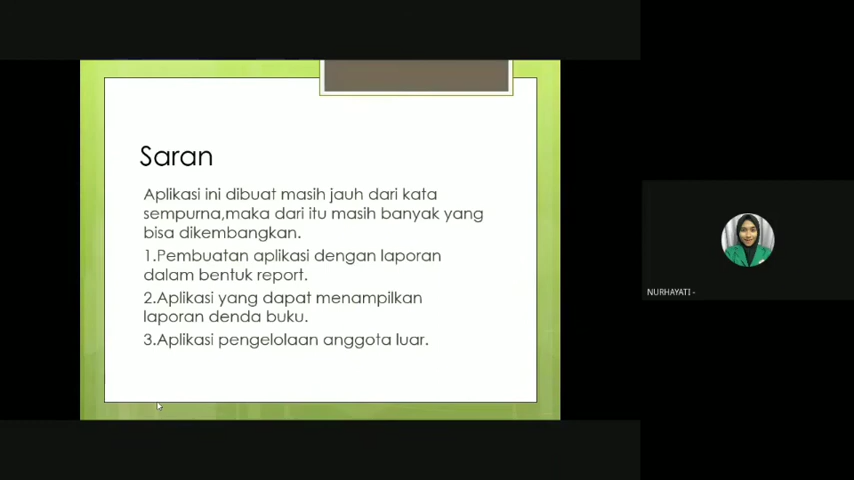 Saran
Aplikasi ini dibuat masih jauh dari kata
sempurna,maka dari itu masih banyak yang
bisa dikembangkan.
1.Pembuatan aplikasi dengan laporan
dalam bentuk report.
2.Aplikasi yang dapat menampilkan
laporan denda buku.
3.Aplikasi pengelolaan anggota luar.
NURHAYATI -